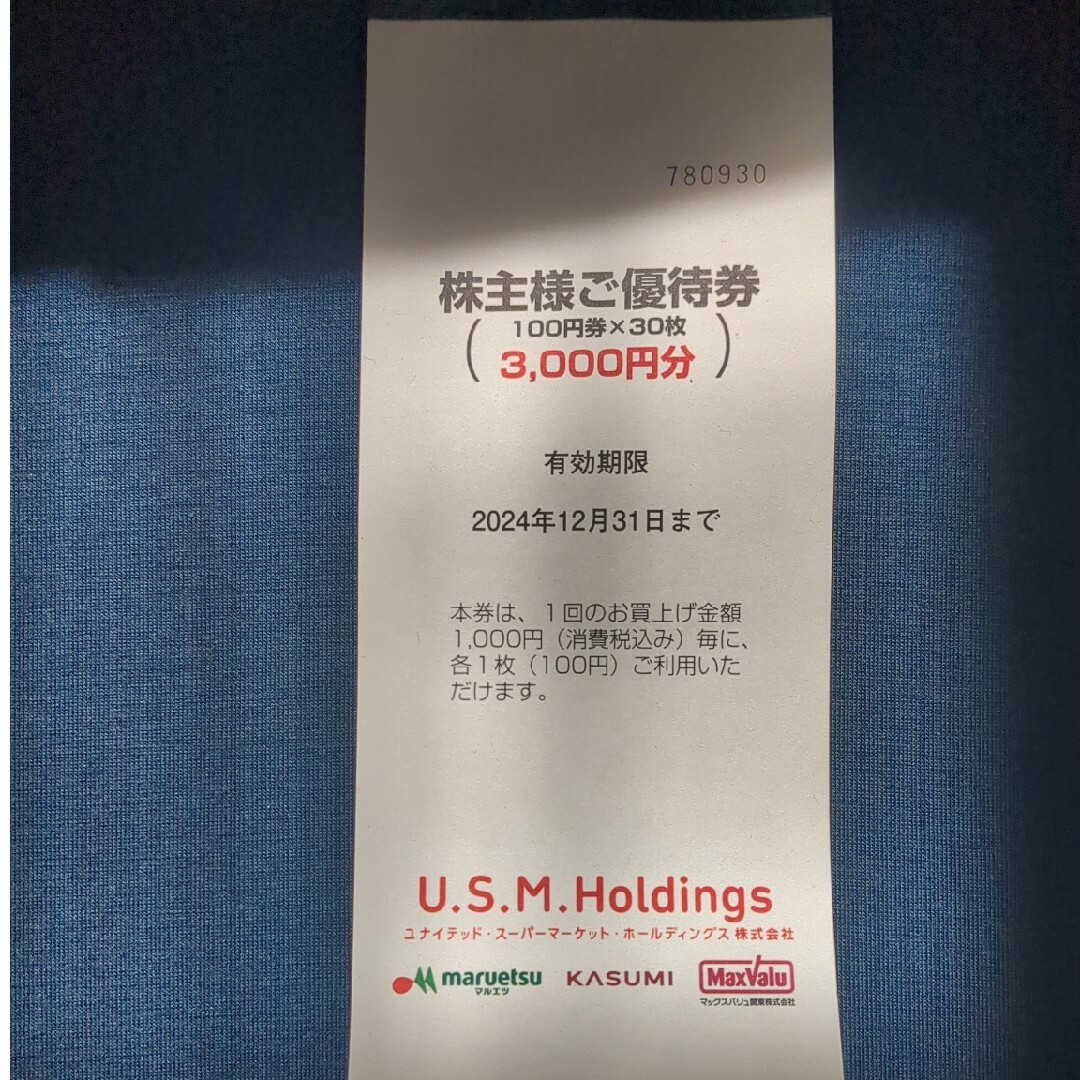 780930
株主様ご優待券
( 100円券×30枚
3,000円分 )
有効期限
2024年12月31日まで
本券は、1回のお買上げ金額
1,000円（消費税込み）毎に、
各1枚（100円）ご利用いた
だけます。
U.S.M.Holdings
ユナイテッド・スーパーマーケット・ホールディングス 株式会社
maruetsu KASUMI MaxValu
マルエツ マックスバリュ関東株式会社